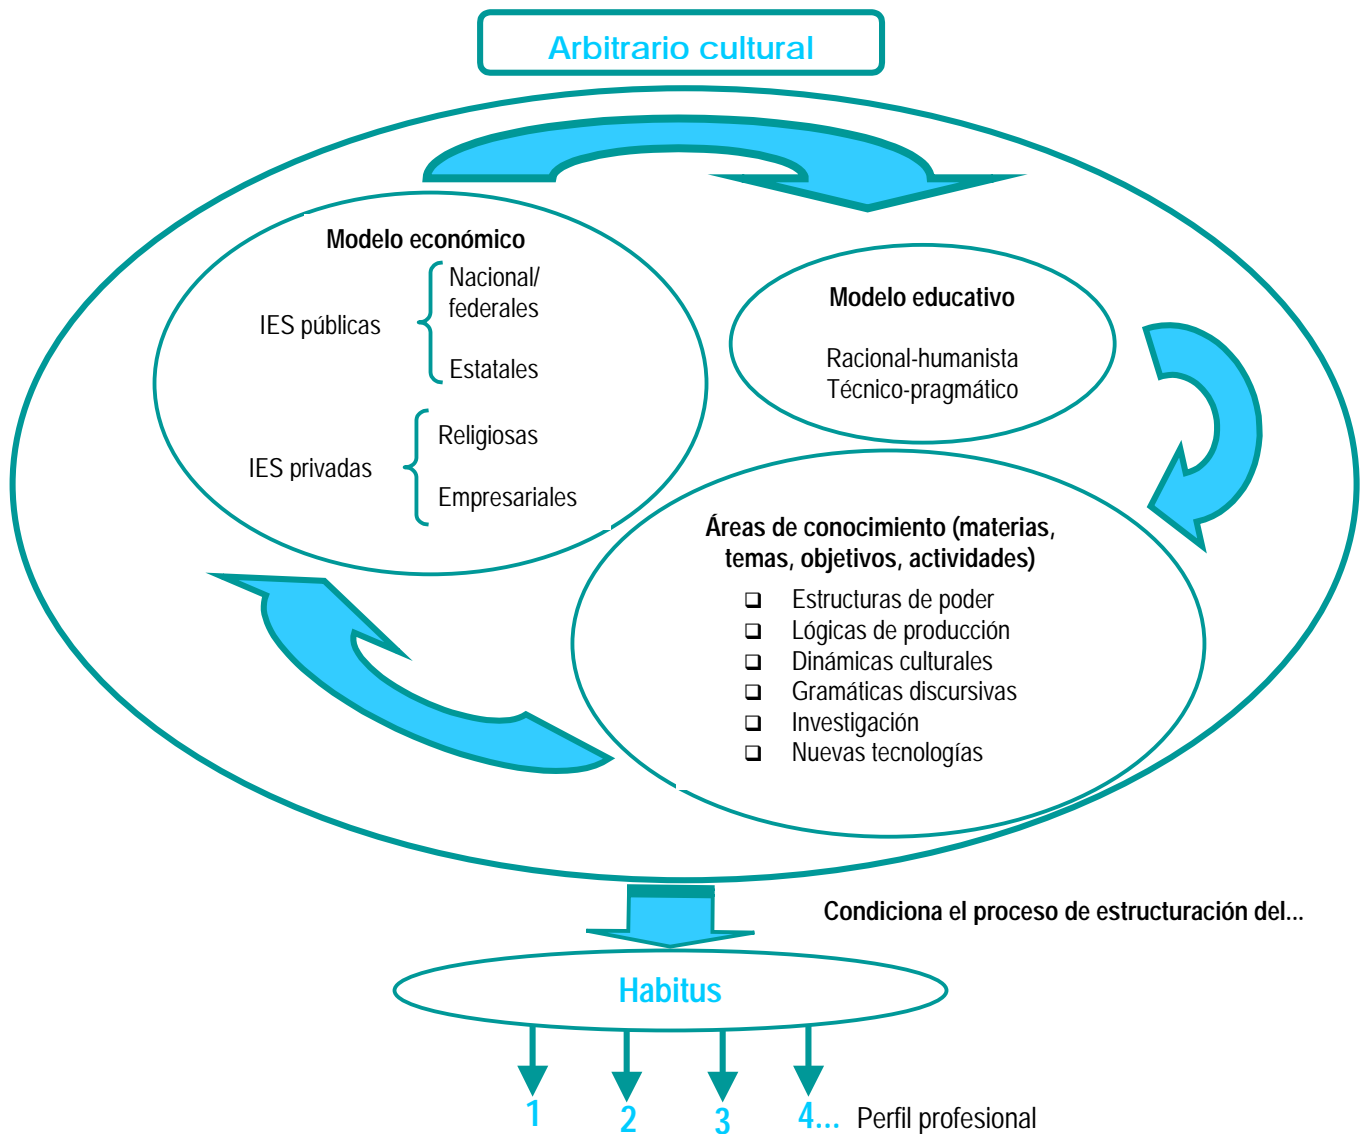 Arbitrario cultural
Modelo económico
IES públicas
Nacional/
federales
Estatales
IES privadas
Religiosas
Empresariales
Modelo educativo
Racional-humanista
Técnico-pragmático
Áreas de conocimiento (materias,
temas, objetivos, actividades)
Estructuras de poder
Lógicas de producción
Dinámicas culturales
Gramáticas discursivas
Investigación
Nuevas tecnologías
Condiciona el proceso de estructuración del...
Habitus
1 2 3 4... Perfil profesional